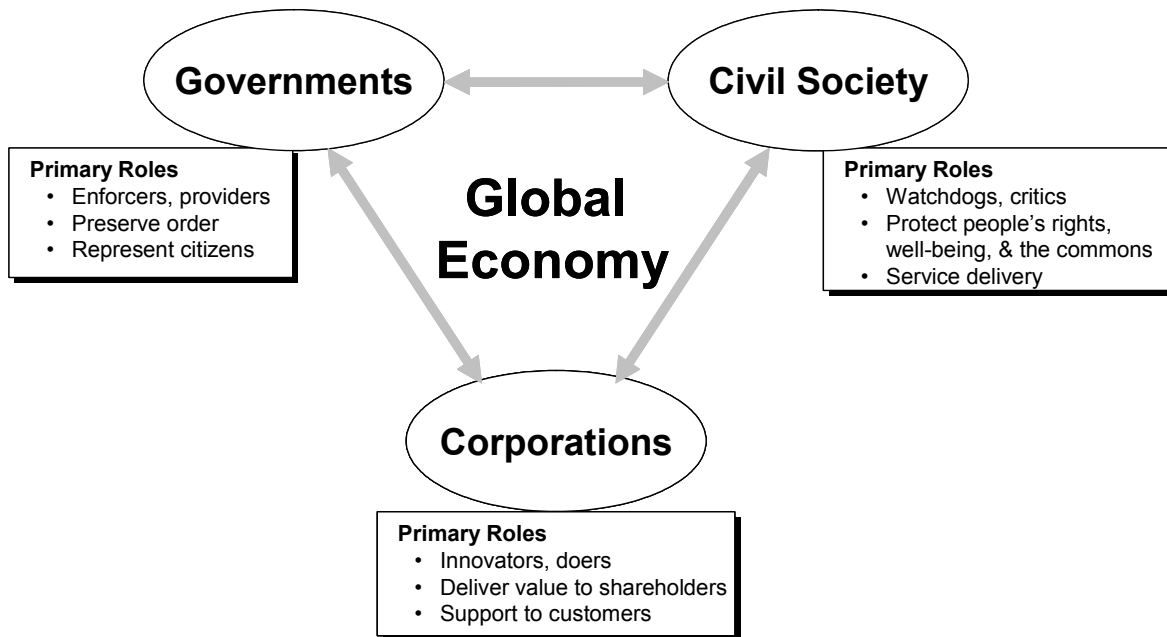 Governments
Civil Society
Primary Roles
• Enforcers, providers
• Preserve order
• Represent citizens
Global
Economy
Primary Roles
• Watchdogs, critics
• Protect people’s rights,
well-being, & the commons
• Service delivery
Corporations
Primary Roles
• Innovators, doers
• Deliver value to shareholders
• Support to customers